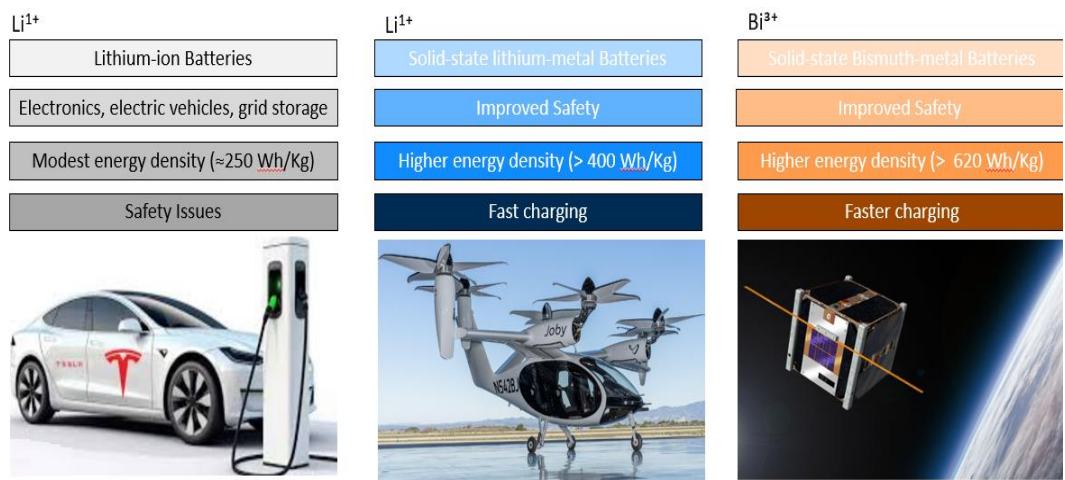 Li¹⁺
Lithium-ion Batteries
Electronics, electric vehicles, grid storage
Modest energy density (≈250 Wh/Kg)
Safety Issues
TESLA
Li¹⁺
Solid-state lithium-metal Batteries
Improved Safety
Higher energy density (> 400 Wh/Kg)
Fast charging
Joby
N542BJ
Bi³⁺
Solid-state Bismuth-metal Batteries
Improved Safety
Higher energy density (> 620 Wh/Kg)
Faster charging